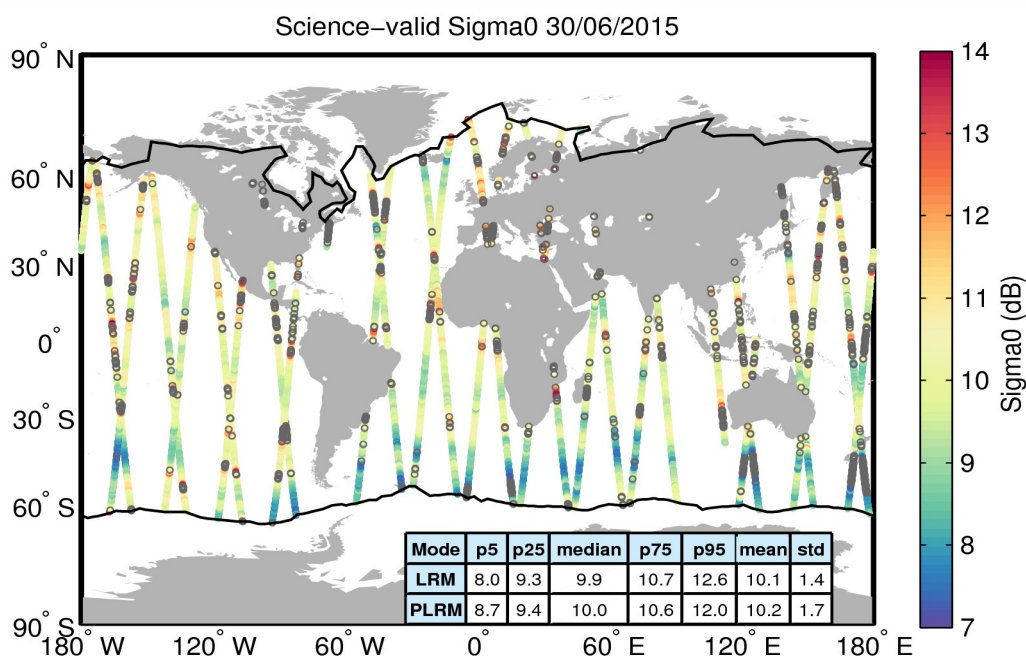 Science−valid Sigma0 30/06/2015
90° N
60° N
30° N
0°
30° S
60° S
90° S
180° W 120° W 60° W 0° 60° E 120° E 180° E
14
13
12
11
10
9
8
7
Sigma0 (dB)
Mode p5 p25 median p75 p95 mean std
LRM 8.0 9.3 9.9 10.7 12.6 10.1 1.4
PLRM 8.7 9.4 10.0 10.6 12.0 10.2 1.7